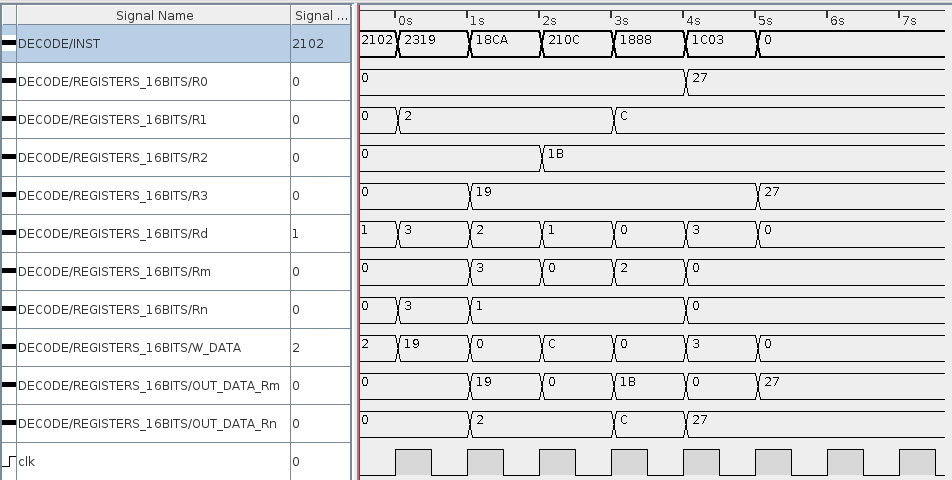 Signal Name Signal ... 0s 1s 2s 3s 4s 5s 6s 7s
DECODE/INST 2102 2102 2319 18CA 210C 1888 1C03 0
DECODE/REGISTERS_16BITS/R0 0 0 27
DECODE/REGISTERS_16BITS/R1 0 0 2 C
DECODE/REGISTERS_16BITS/R2 0 0 1B
DECODE/REGISTERS_16BITS/R3 0 0 19 27
DECODE/REGISTERS_16BITS/Rd 1 1 3 2 1 0 3 0
DECODE/REGISTERS_16BITS/Rm 0 0 3 0 2 0
DECODE/REGISTERS_16BITS/Rn 0 0 3 1 0
DECODE/REGISTERS_16BITS/W_DATA 2 2 19 0 C 0 3 0
DECODE/REGISTERS_16BITS/OUT_DATA_Rm 0 0 19 0 1B 0 27
DECODE/REGISTERS_16BITS/OUT_DATA_Rn 0 0 2 C 27
clk 0